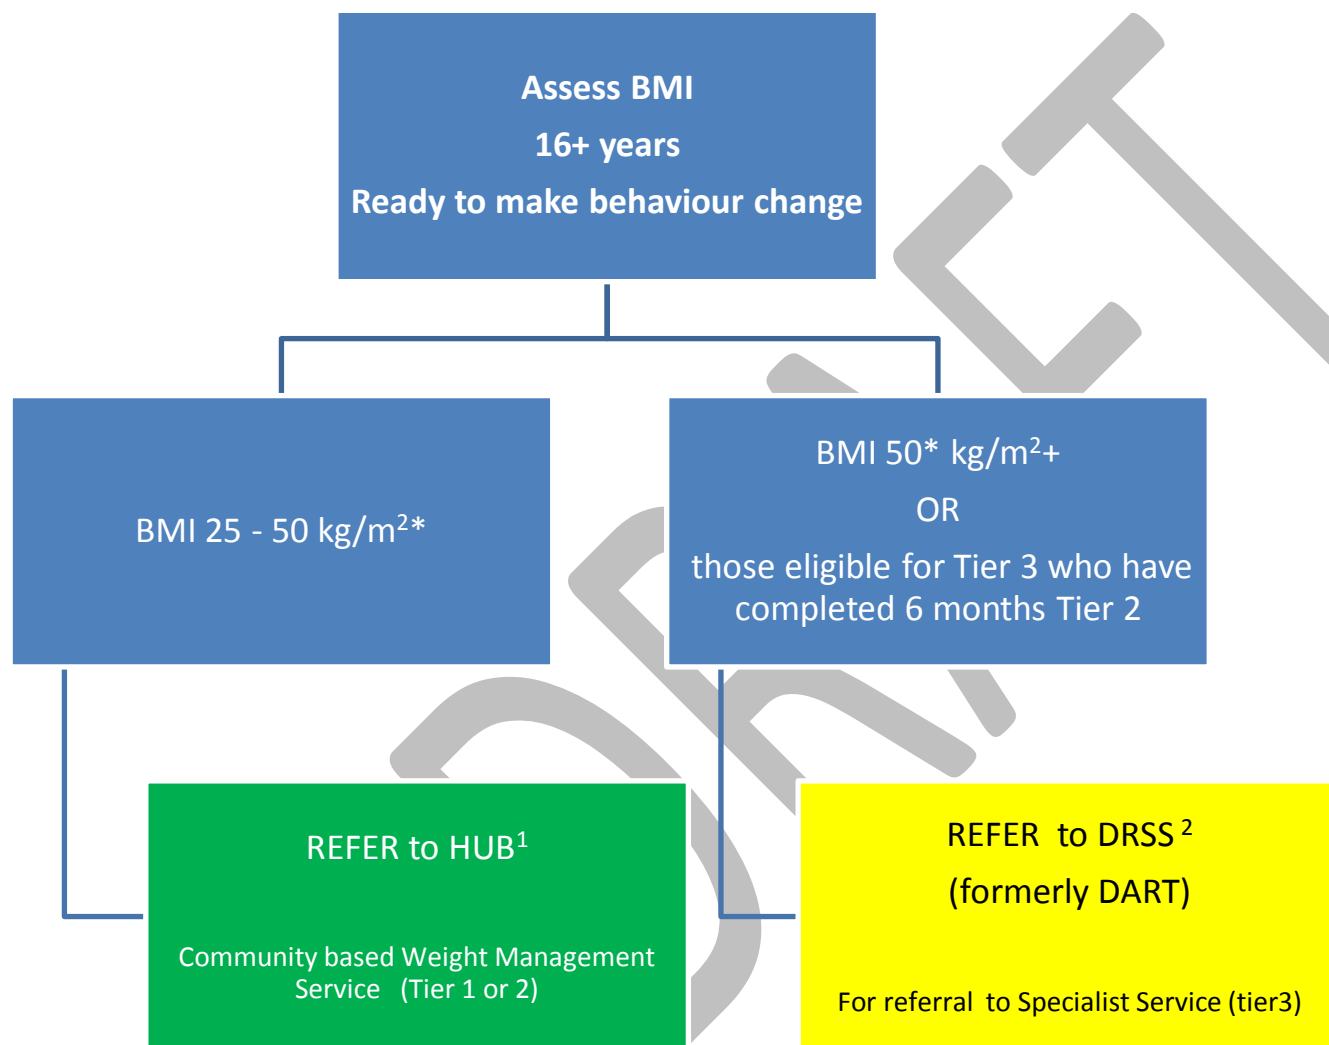 Assess BMI
16+ years
Ready to make behaviour change
BMI 25 - 50 kg/m²*
BMI 50* kg/m²+
OR
those eligible for Tier 3 who have
completed 6 months Tier 2
REFER to HUB¹
Community based Weight Management
Service (Tier 1 or 2)
REFER to DRSS ²
(formerly DART)
For referral to Specialist Service (tier3)
DRAFT